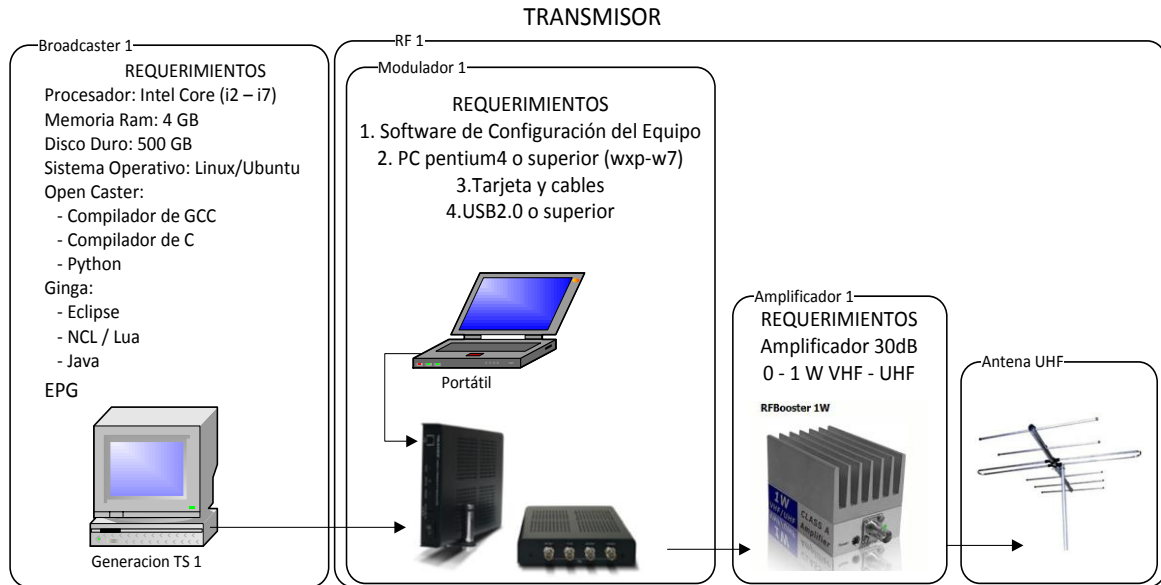 TRANSMISOR
Broadcaster 1
REQUERIMIENTOS
Procesador: Intel Core (i2 – i7)
Memoria Ram: 4 GB
Disco Duro: 500 GB
Sistema Operativo: Linux/Ubuntu
Open Caster:
- Compilador de GCC
- Compilador de C
- Python
Ginga:
- Eclipse
- NCL / Lua
- Java
EPG
Generacion TS 1
RF 1
Modulador 1
REQUERIMIENTOS
1. Software de Configuración del Equipo
2. PC pentium4 o superior (wxp-w7)
3.Tarjeta y cables
4.USB2.0 o superior
Portátil
Amplificador 1
REQUERIMIENTOS
Amplificador 30dB
0 - 1 W VHF - UHF
RFBooster 1W
1W
VHF/UHF
CLASS A
Amplifier
Antena UHF